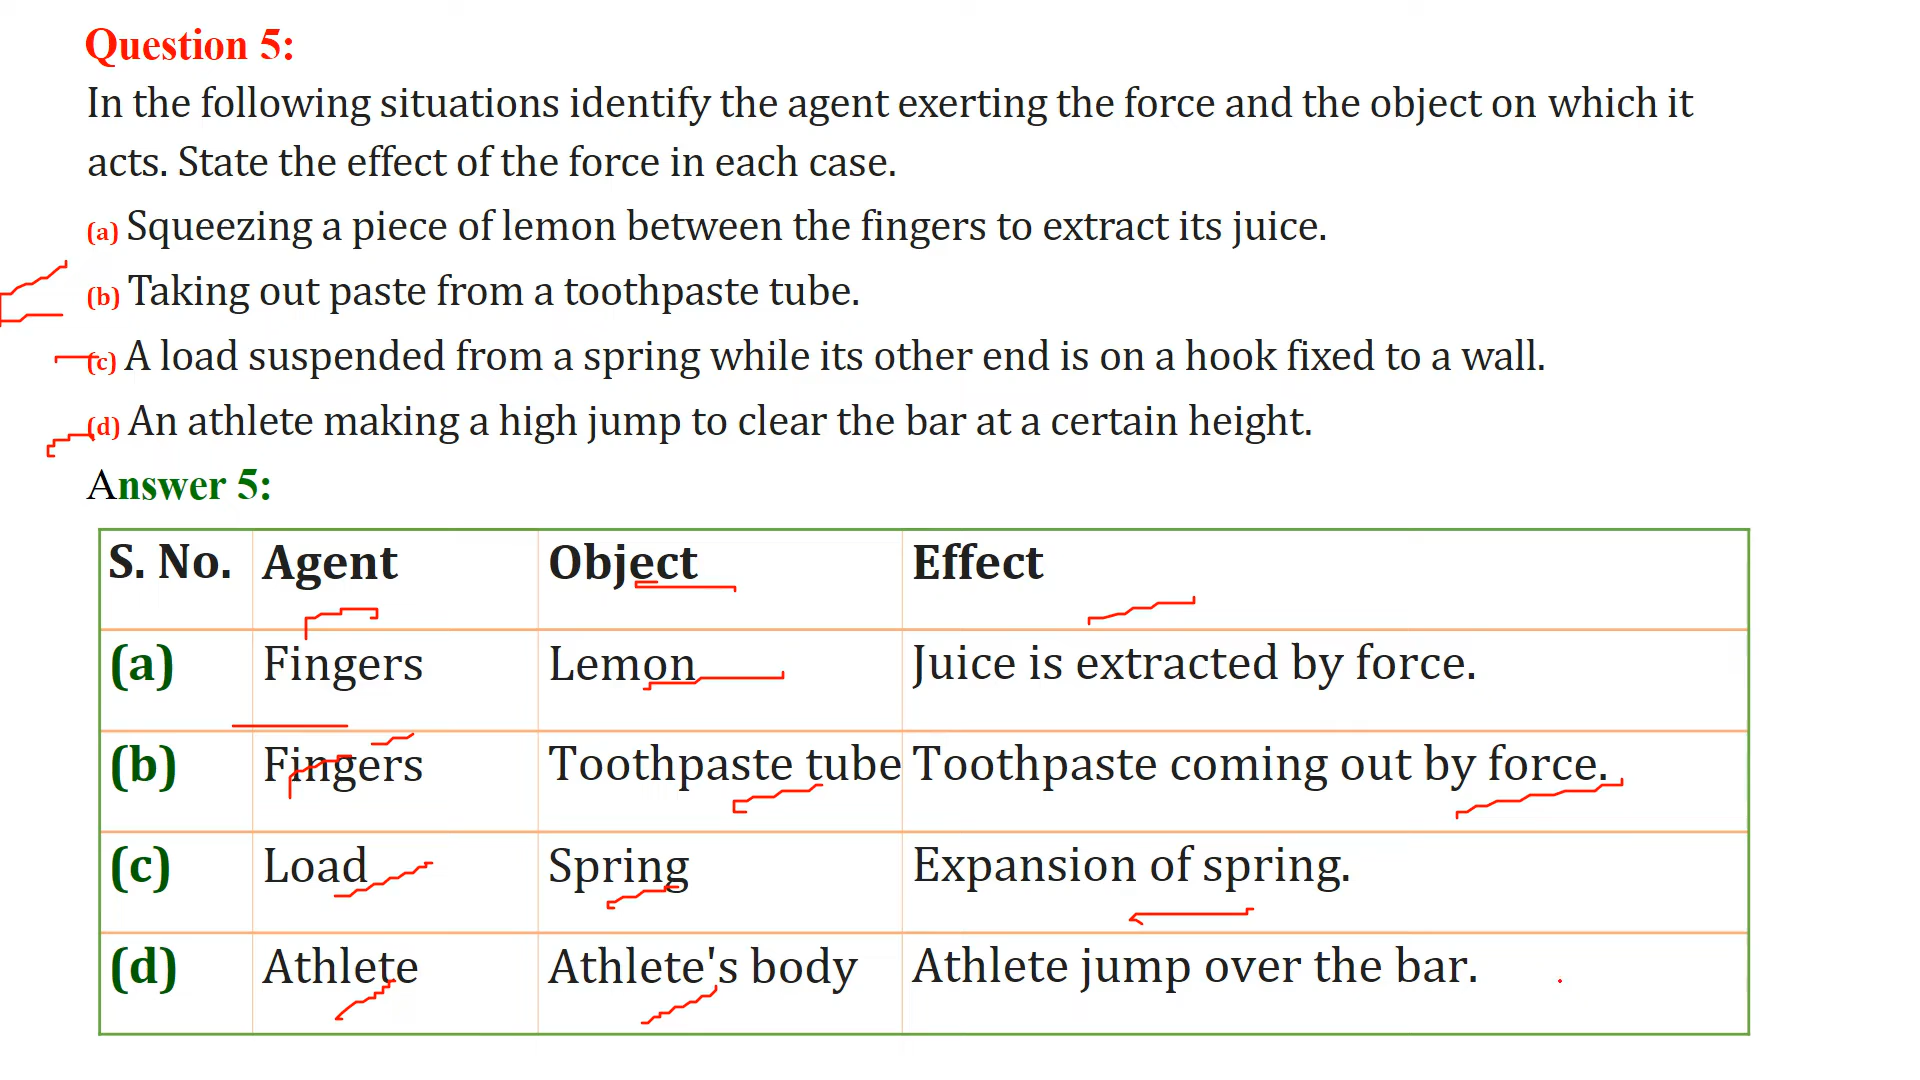 Question 5:
In the following situations identify the agent exerting the force and the object on which it
acts. State the effect of the force in each case.
(a) Squeezing a piece of lemon between the fingers to extract its juice.
(b) Taking out paste from a toothpaste tube.
(c) A load suspended from a spring while its other end is on a hook fixed to a wall.
(d) An athlete making a high jump to clear the bar at a certain height.
Answer 5:
S. No. Agent Object Effect
(a) Fingers Lemon Juice is extracted by force.
(b) Fingers Toothpaste tube Toothpaste coming out by force.
(c) Load Spring Expansion of spring.
(d) Athlete Athlete's body Athlete jump over the bar.